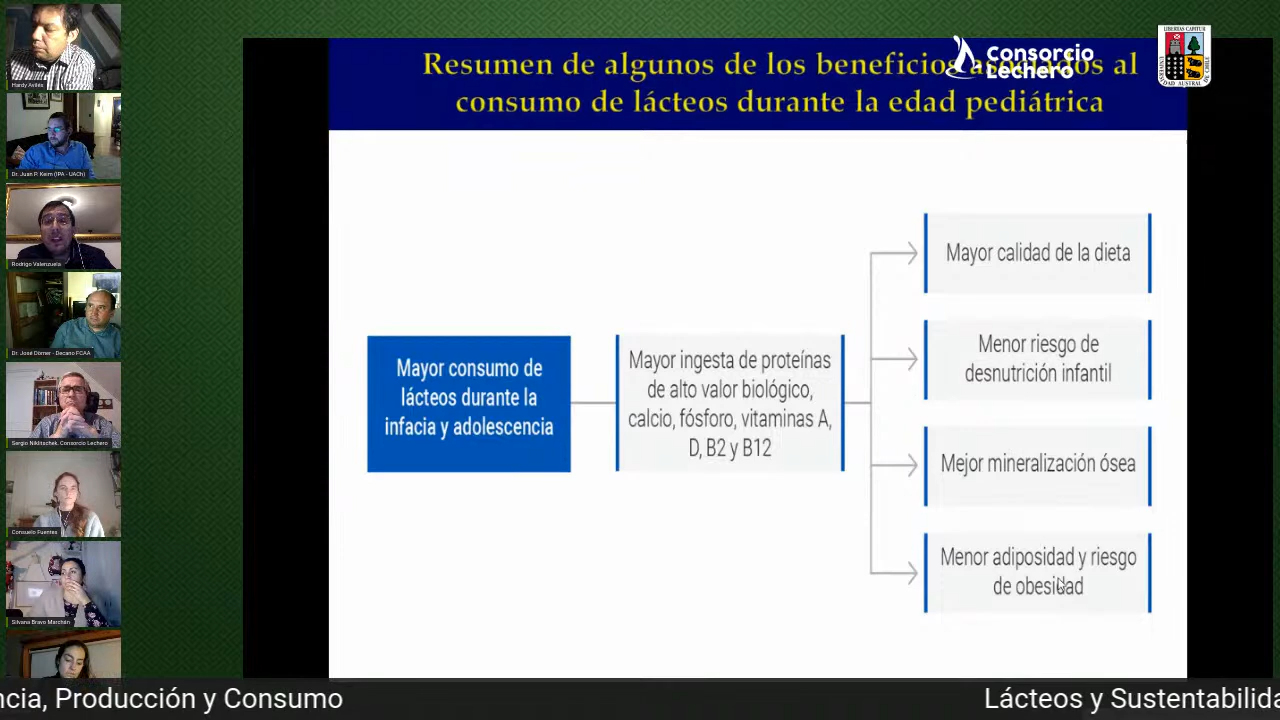 Hardy Avilés
Dr. Juan P. Keim (IPA - UACh)
Rodrigo Valenzuela
Dr. José Dörner - Decano FCAA
Sergio Niklitschek, Consorcio Lechero
Consuelo Fuentes
Silvana Bravo Marchán
Resumen de algunos de los beneficios al
consumo de lácteos durante la edad pediátrica
Consorcio
Lechero
LIBERTAS CAPITUR
Mayor consumo de
lácteos durante la
infacia y adolescencia
Mayor ingesta de proteínas
de alto valor biológico,
calcio, fósforo, vitaminas A,
D, B2 y B12
Mayor calidad de la dieta
Menor riesgo de
desnutrición infantil
Mejor mineralización ósea
Menor adiposidad y riesgo
de obesidad
ncia, Producción y Consumo
Lácteos y Sustentabilida